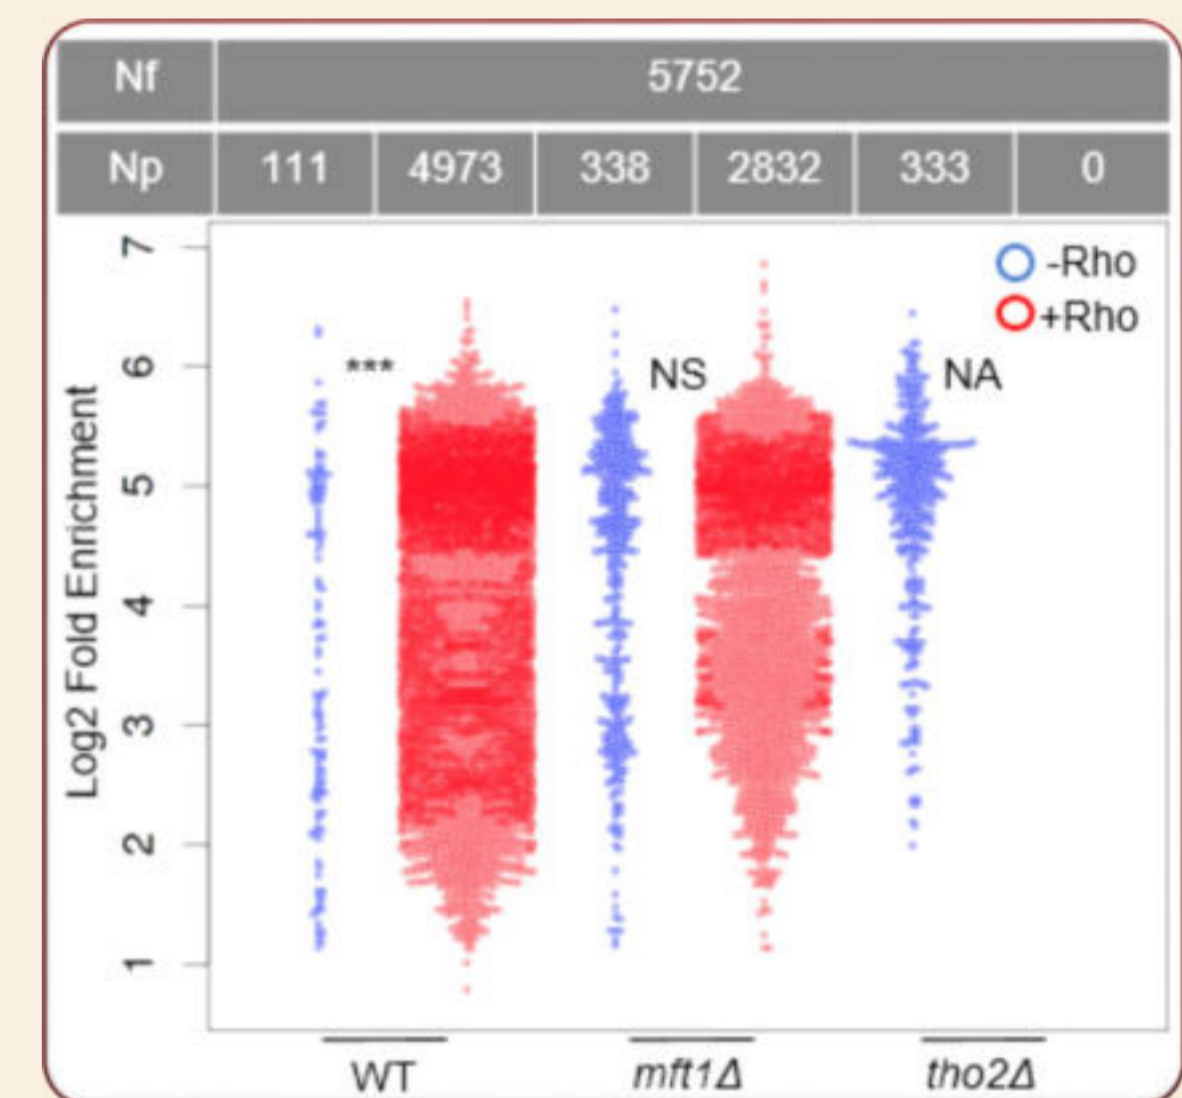 Nf 5752
Np 111 4973 338 2832 333 0
7
6
5
4
3
2
1
Log2 Fold Enrichment
-Rho
+Rho
*** NS NA
WT mft1Δ tho2Δ